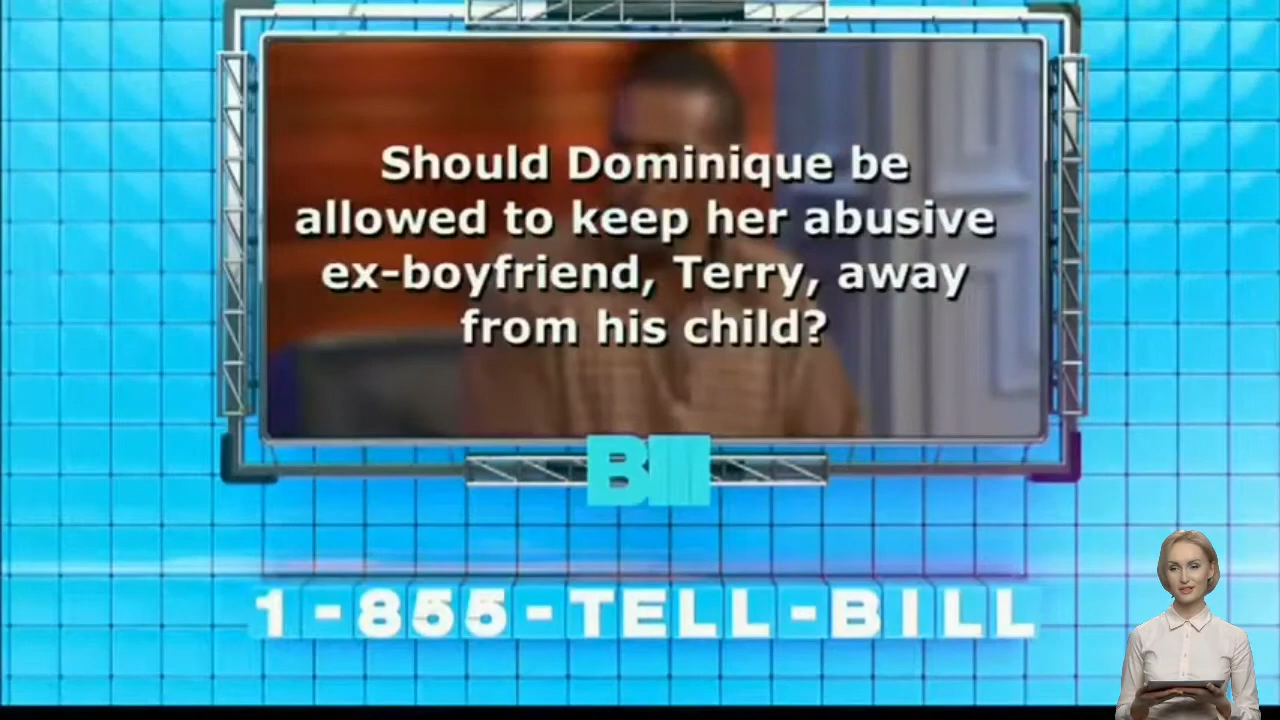 Should Dominique be
allowed to keep her abusive
ex-boyfriend, Terry, away
from his child?
Bill
1-855-TELL-BILL